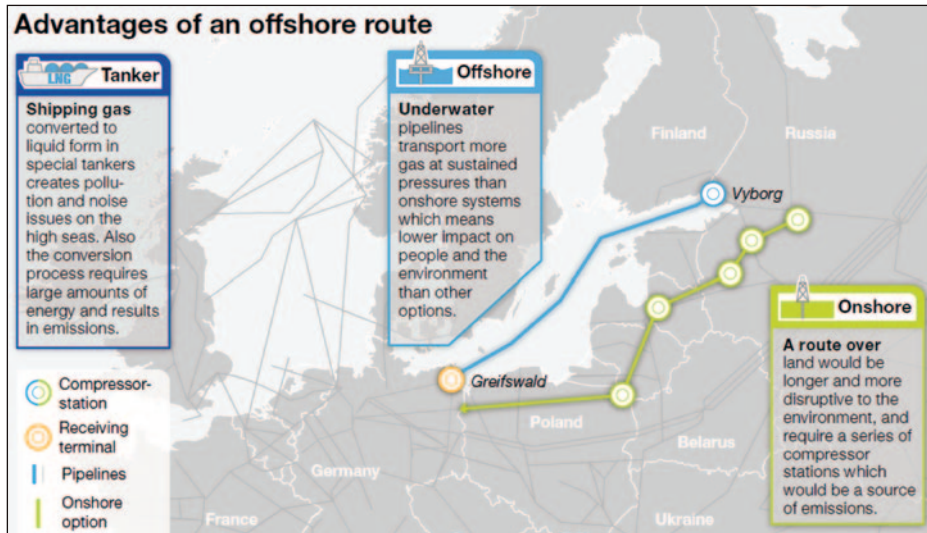 Advantages of an offshore route
LNG
Tanker
Shipping gas
converted to
liquid form in
special tankers
creates pollu-
tion and noise
issues on the
high seas. Also
the conversion
process requires
large amounts of
energy and results
in emissions.
Offshore
Underwater
pipelines
transport more
gas at sustained
pressures than
onshore systems
which means
lower impact on
people and the
environment
than other
options.
Finland
Russia
Vyborg
Onshore
A route over
land would be
longer and more
disruptive to the
environment, and
require a series of
compressor
stations which
would be a source
of emissions.
Greifswald
Poland
Belarus
Germany
France
Ukraine
Compressor-
station
Receiving
terminal
Pipelines
Onshore
option